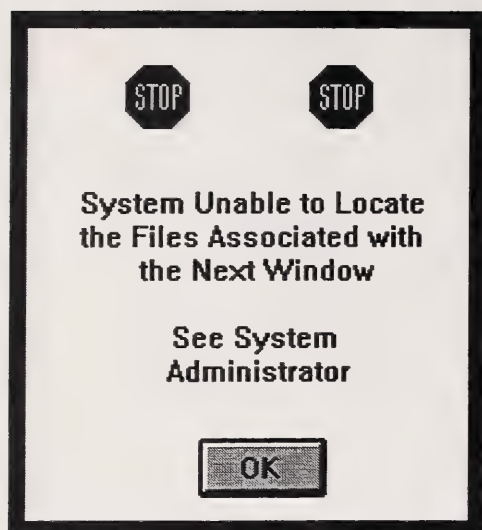 STOP STOP
System Unable to Locate
the Files Associated with
the Next Window
See System
Administrator
OK